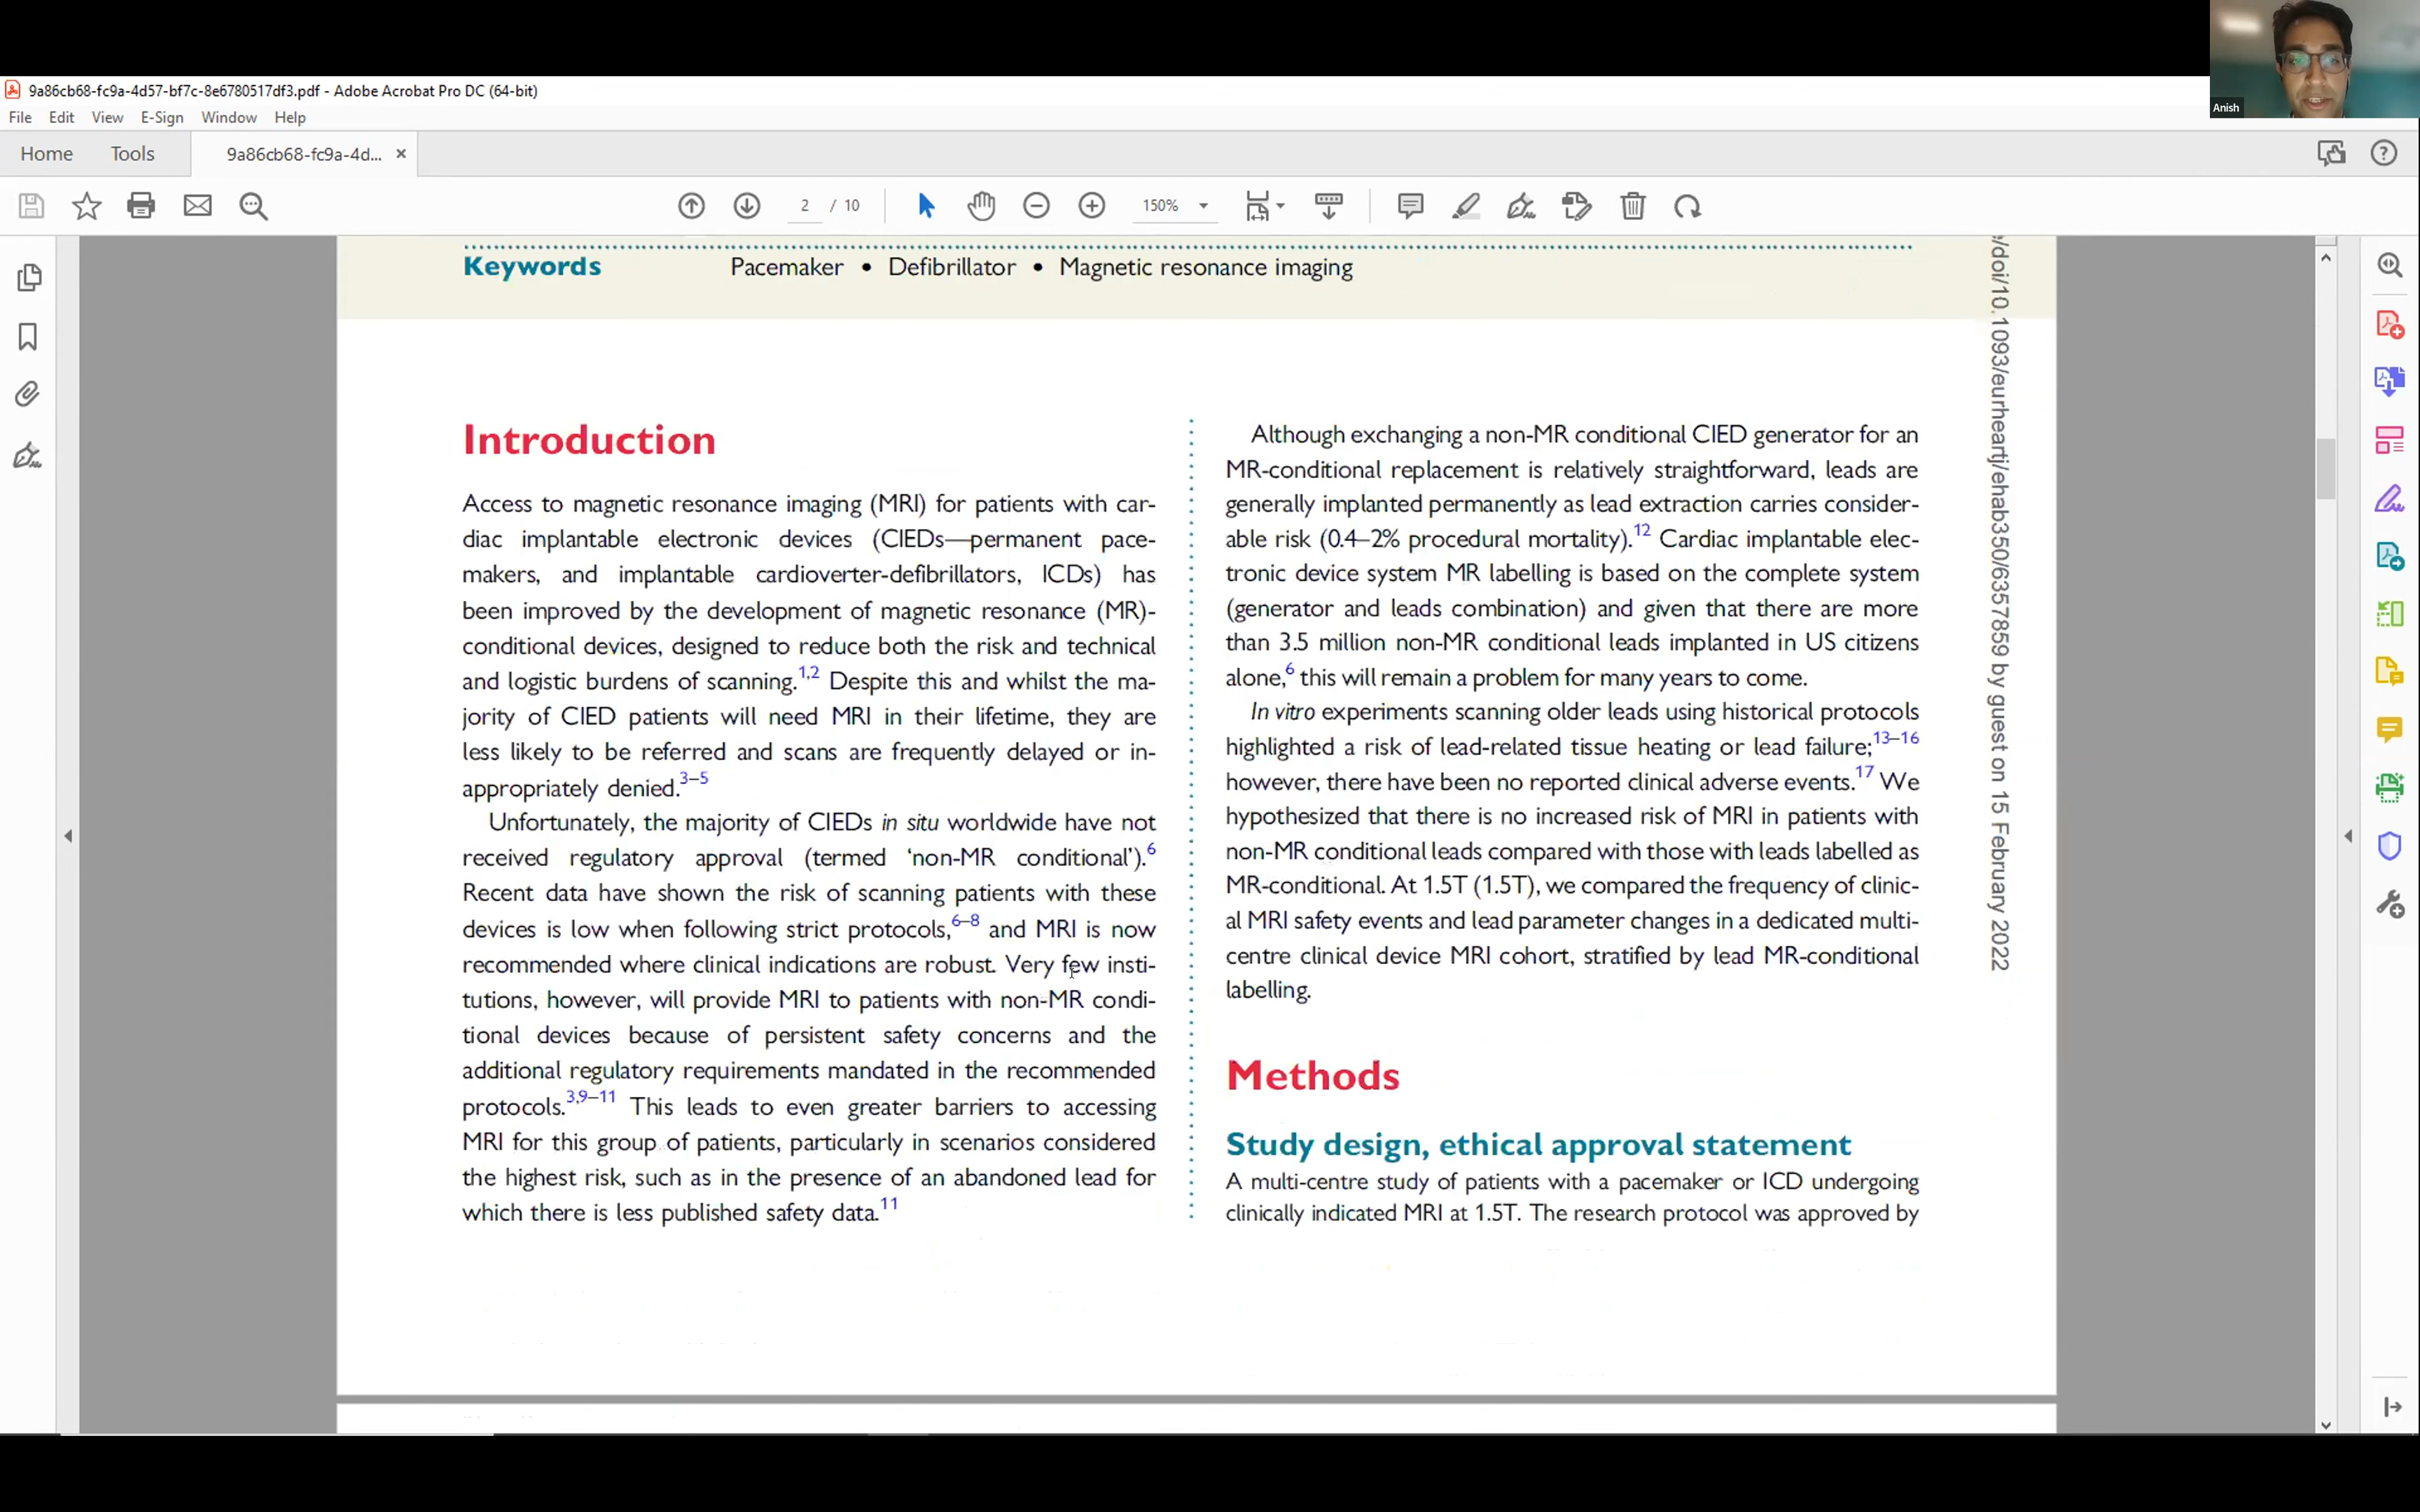 Anish
9a86cb68-fc9a-4d57-bf7c-8e6780517df3.pdf - Adobe Acrobat Pro DC (64-bit)
File Edit View E-Sign Window Help
Home Tools 9a86cb68-fc9a-4d... ×
2 / 10 150%
Keywords Pacemaker • Defibrillator • Magnetic resonance imaging
Introduction
Access to magnetic resonance imaging (MRI) for patients with car-
diac implantable electronic devices (CIEDs—permanent pace-
makers, and implantable cardioverter-defibrillators, ICDs) has
been improved by the development of magnetic resonance (MR)-
conditional devices, designed to reduce both the risk and technical
and logistic burdens of scanning.1,2 Despite this and whilst the ma-
jority of CIED patients will need MRI in their lifetime, they are
less likely to be referred and scans are frequently delayed or in-
appropriately denied.3–5
Unfortunately, the majority of CIEDs in situ worldwide have not
received regulatory approval (termed ‘non-MR conditional’).6
Recent data have shown the risk of scanning patients with these
devices is low when following strict protocols,6–8 and MRI is now
recommended where clinical indications are robust. Very few insti-
tutions, however, will provide MRI to patients with non-MR condi-
tional devices because of persistent safety concerns and the
additional regulatory requirements mandated in the recommended
protocols.3,9–11 This leads to even greater barriers to accessing
MRI for this group of patients, particularly in scenarios considered
the highest risk, such as in the presence of an abandoned lead for
which there is less published safety data.11
Although exchanging a non-MR conditional CIED generator for an
MR-conditional replacement is relatively straightforward, leads are
generally implanted permanently as lead extraction carries consider-
able risk (0.4–2% procedural mortality).12 Cardiac implantable elec-
tronic device system MR labelling is based on the complete system
(generator and leads combination) and given that there are more
than 3.5 million non-MR conditional leads implanted in US citizens
alone,6 this will remain a problem for many years to come.
In vitro experiments scanning older leads using historical protocols
highlighted a risk of lead-related tissue heating or lead failure;13–16
however, there have been no reported clinical adverse events.17 We
hypothesized that there is no increased risk of MRI in patients with
non-MR conditional leads compared with those with leads labelled as
MR-conditional. At 1.5T (1.5T), we compared the frequency of clinic-
al MRI safety events and lead parameter changes in a dedicated multi-
centre clinical device MRI cohort, stratified by lead MR-conditional
labelling.
Methods
Study design, ethical approval statement
A multi-centre study of patients with a pacemaker or ICD undergoing
clinically indicated MRI at 1.5T. The research protocol was approved by
/doi/10.1093/eurheartj/ehab350/6357859 by guest on 15 February 2022